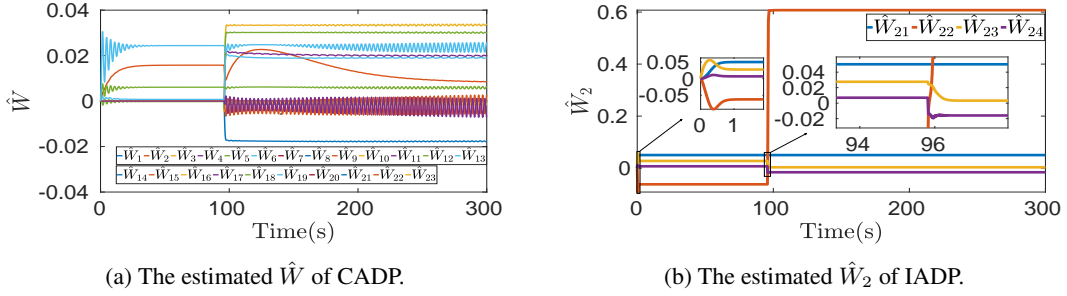 0.04
0.02
0
-0.02
-0.04
Ŵ
Ŵ₁ Ŵ₂ Ŵ₃ Ŵ₄ Ŵ₅ Ŵ₆ Ŵ₇ Ŵ₈ Ŵ₉ Ŵ₁₀ Ŵ₁₁ Ŵ₁₂ Ŵ₁₃
Ŵ₁₄ Ŵ₁₅ Ŵ₁₆ Ŵ₁₇ Ŵ₁₈ Ŵ₁₉ Ŵ₂₀ Ŵ₂₁ Ŵ₂₂ Ŵ₂₃
0 100 200 300
Time(s)
(a) The estimated Ŵ of CADP.
0.6
0.4
0.2
0
Ŵ₂
Ŵ₂₁ Ŵ₂₂ Ŵ₂₃ Ŵ₂₄
0.05
0
-0.05
0 1
0.04
0.02
0
-0.02
94 96
0 100 200 300
Time(s)
(b) The estimated Ŵ₂ of IADP.